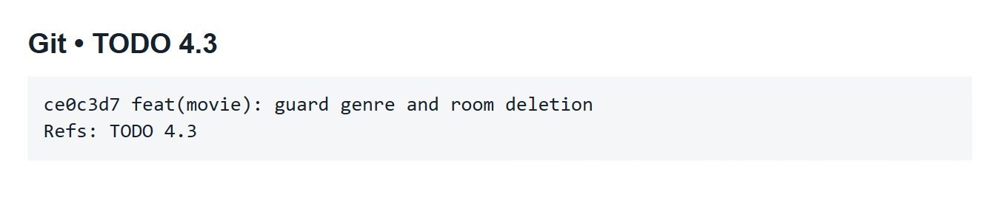 Git • TODO 4.3
ce0c3d7 feat(movie): guard genre and room deletion
Refs: TODO 4.3